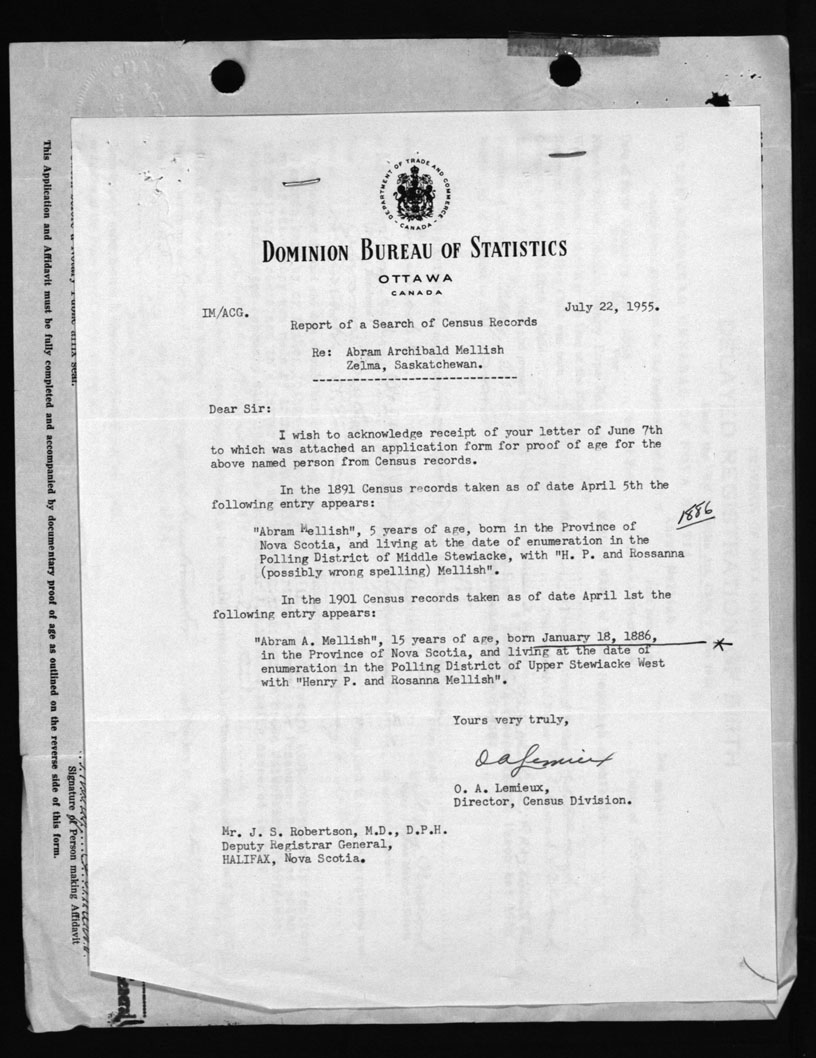 DEPARTMENT OF TRADE AND COMMERCE
- CANADA -
DOMINION BUREAU OF STATISTICS
OTTAWA
CANADA
IM/ACG.
July 22, 1955.
Report of a Search of Census Records
Re: Abram Archibald Mellish
Zelma, Saskatchewan.
------------------------------
Dear Sir:
I wish to acknowledge receipt of your letter of June 7th
to which was attached an application form for proof of age for the
above named person from Census records.
In the 1891 Census records taken as of date April 5th the
following entry appears:
1886
"Abram Mellish", 5 years of age, born in the Province of
Nova Scotia, and living at the date of enumeration in the
Polling District of Middle Stewiacke, with "H. P. and Rossanna
(possibly wrong spelling) Mellish".
In the 1901 Census records taken as of date April 1st the
following entry appears:
"Abram A. Mellish", 15 years of age, born January 18, 1886,
in the Province of Nova Scotia, and living at the date of
enumeration in the Polling District of Upper Stewiacke West
with "Henry P. and Rosanna Mellish".
Yours very truly,
O A Lemieux
O. A. Lemieux,
Director, Census Division.
Mr. J. S. Robertson, M.D., D.P.H.
Deputy Registrar General,
HALIFAX, Nova Scotia.
This Application and Affidavit must be fully completed and accompanied by documentary proof of age as outlined on the reverse side of this form.
Signature of Person making Affidavit